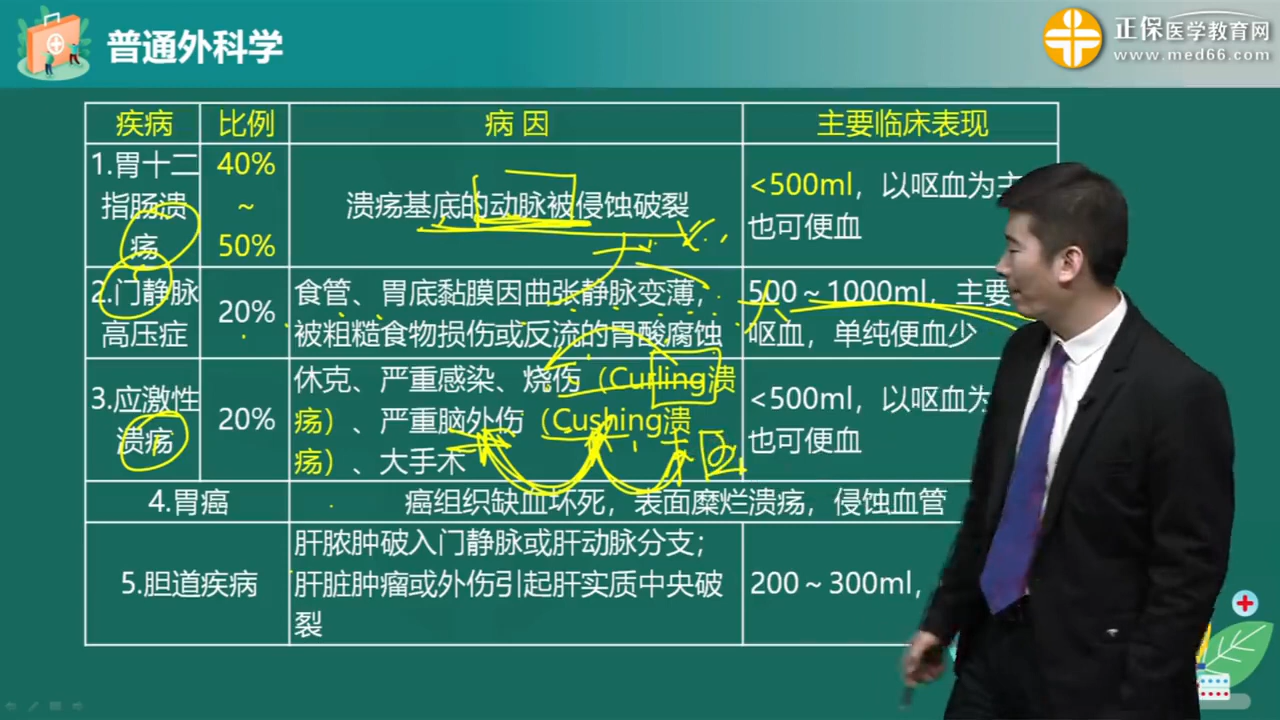 普通外科学
正保医学教育网
www.med66.com
疾病 比例 病因 主要临床表现
1.胃十二
指肠溃
疡
40%
~
50%
溃疡基底的动脉被侵蚀破裂
<500ml，以呕血为主
也可便血
2.门静脉
高压症
20%
食管、胃底黏膜因曲张静脉变薄，
被粗糙食物损伤或反流的胃酸腐蚀
500～1000ml，主要
呕血，单纯便血少
3.应激性
溃疡
20%
休克、严重感染、烧伤（Curling溃
疡）、严重脑外伤（Cushing溃
疡）、大手术
<500ml，以呕血为
也可便血
4.胃癌
癌组织缺血坏死，表面糜烂溃疡，侵蚀血管
5.胆道疾病
肝脓肿破入门静脉或肝动脉分支；
肝脏肿瘤或外伤引起肝实质中央破
裂
200～300ml，